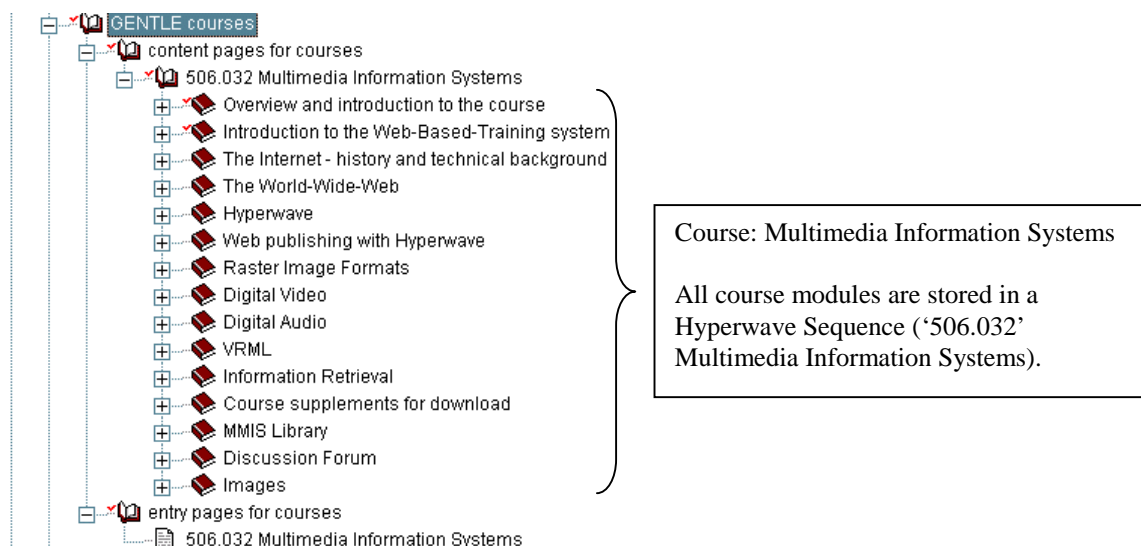 GENTLE courses
content pages for courses
506.032 Multimedia Information Systems
Overview and introduction to the course
Introduction to the Web-Based-Training system
The Internet - history and technical background
The World-Wide-Web
Hyperwave
Web publishing with Hyperwave
Raster Image Formats
Digital Video
Digital Audio
VRML
Information Retrieval
Course supplements for download
MMIS Library
Discussion Forum
Images
entry pages for courses
506.032 Multimedia Information Systems
Course: Multimedia Information Systems
All course modules are stored in a
Hyperwave Sequence (‘506.032’
Multimedia Information Systems).